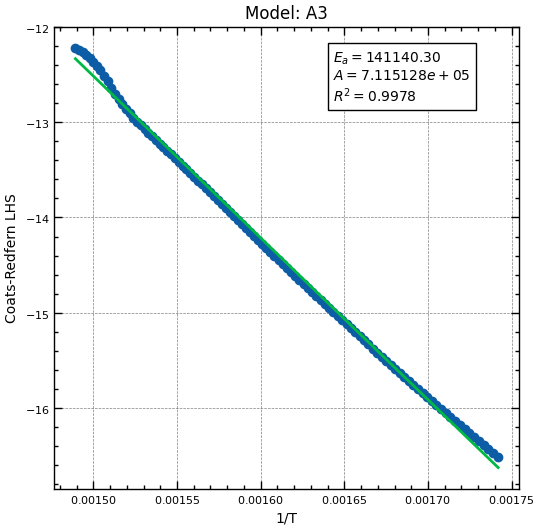 Model: A3
−12
−13
−14
−15
−16
Coats-Redfern LHS
E_a = 141140.30
A = 7.115128e + 05
R² = 0.9978
0.00150 0.00155 0.00160 0.00165 0.00170 0.00175
1/T